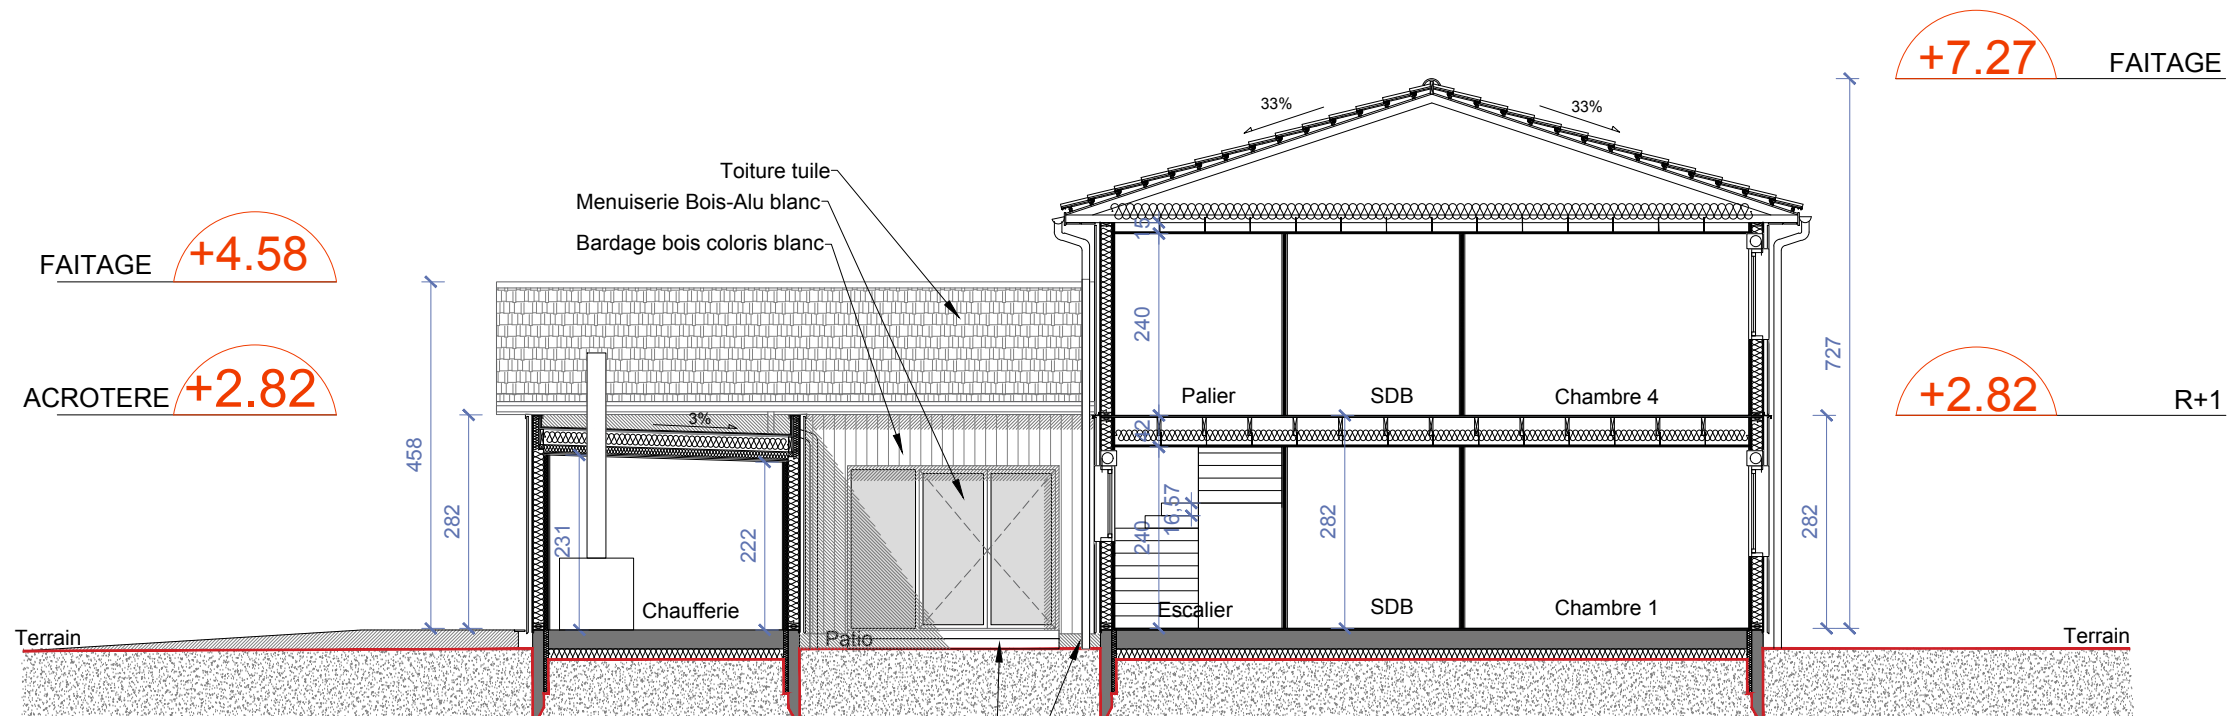 +7.27
FAITAGE
33%
33%
Toiture tuile
Menuiserie Bois-Alu blanc
Bardage bois coloris blanc
15
FAITAGE
+4.58
240
727
ACROTERE
+2.82
3%
Palier
SDB
Chambre 4
+2.82
R+1
42
458
282
231
222
240
16,57
282
282
Chaufferie
Escalier
SDB
Chambre 1
Terrain
Patio
Terrain